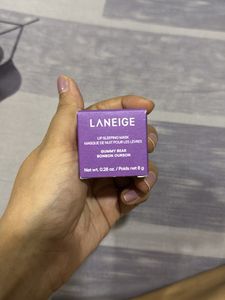 LANEIGE
LIP SLEEPING MASK
MASQUE DE NUIT POUR LES LÈVRES
GUMMY BEAR
BONBON OURSON
Net wt. 0.28 oz. / Poids net 8 g